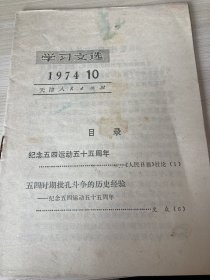 学习文选
1974 10
天津人民出版社
目录
纪念五四运动五十五周年
《人民日报》社论（1）
五四时期批孔斗争的历史经验
——纪念五四运动五十五周年
史众（6）